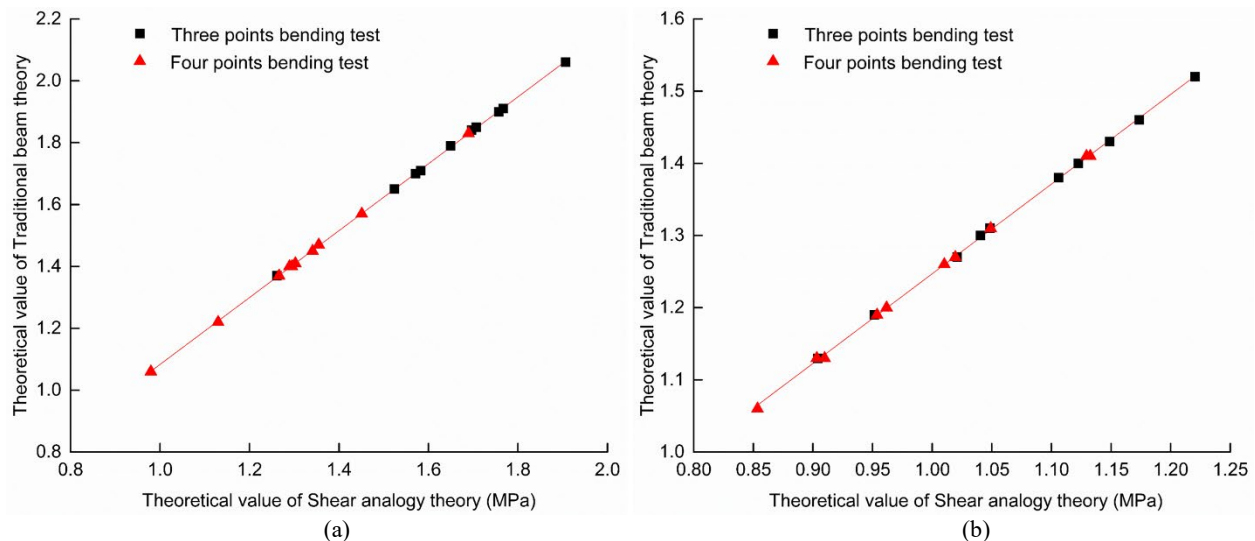 2.2
2.0
1.8
1.6
1.4
1.2
1.0
0.8
Theoretical value of Traditional beam theory
Three points bending test
Four points bending test
0.8 1.0 1.2 1.4 1.6 1.8 2.0
Theoretical value of Shear analogy theory (MPa)
(a)
1.6
1.5
1.4
1.3
1.2
1.1
1.0
Theoretical value of Traditional beam theory
Three points bending test
Four points bending test
0.80 0.85 0.90 0.95 1.00 1.05 1.10 1.15 1.20 1.25
Theoretical value of Shear analogy theory (MPa)
(b)